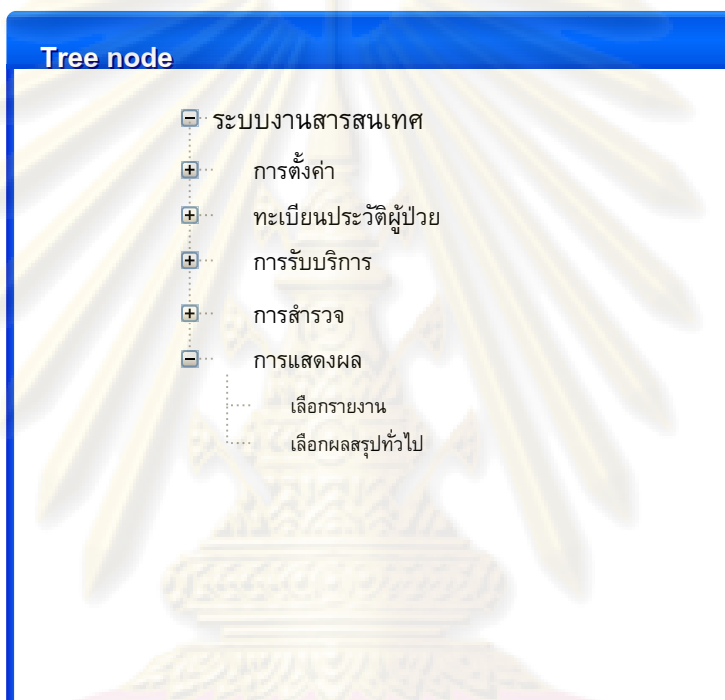 Tree node
ระบบงานสารสนเทศ
การตั้งค่า
ทะเบียนประวัติผู้ป่วย
การรับบริการ
การสำรวจ
การแสดงผล
เลือกรายงาน
เลือกผลสรุปทั่วไป